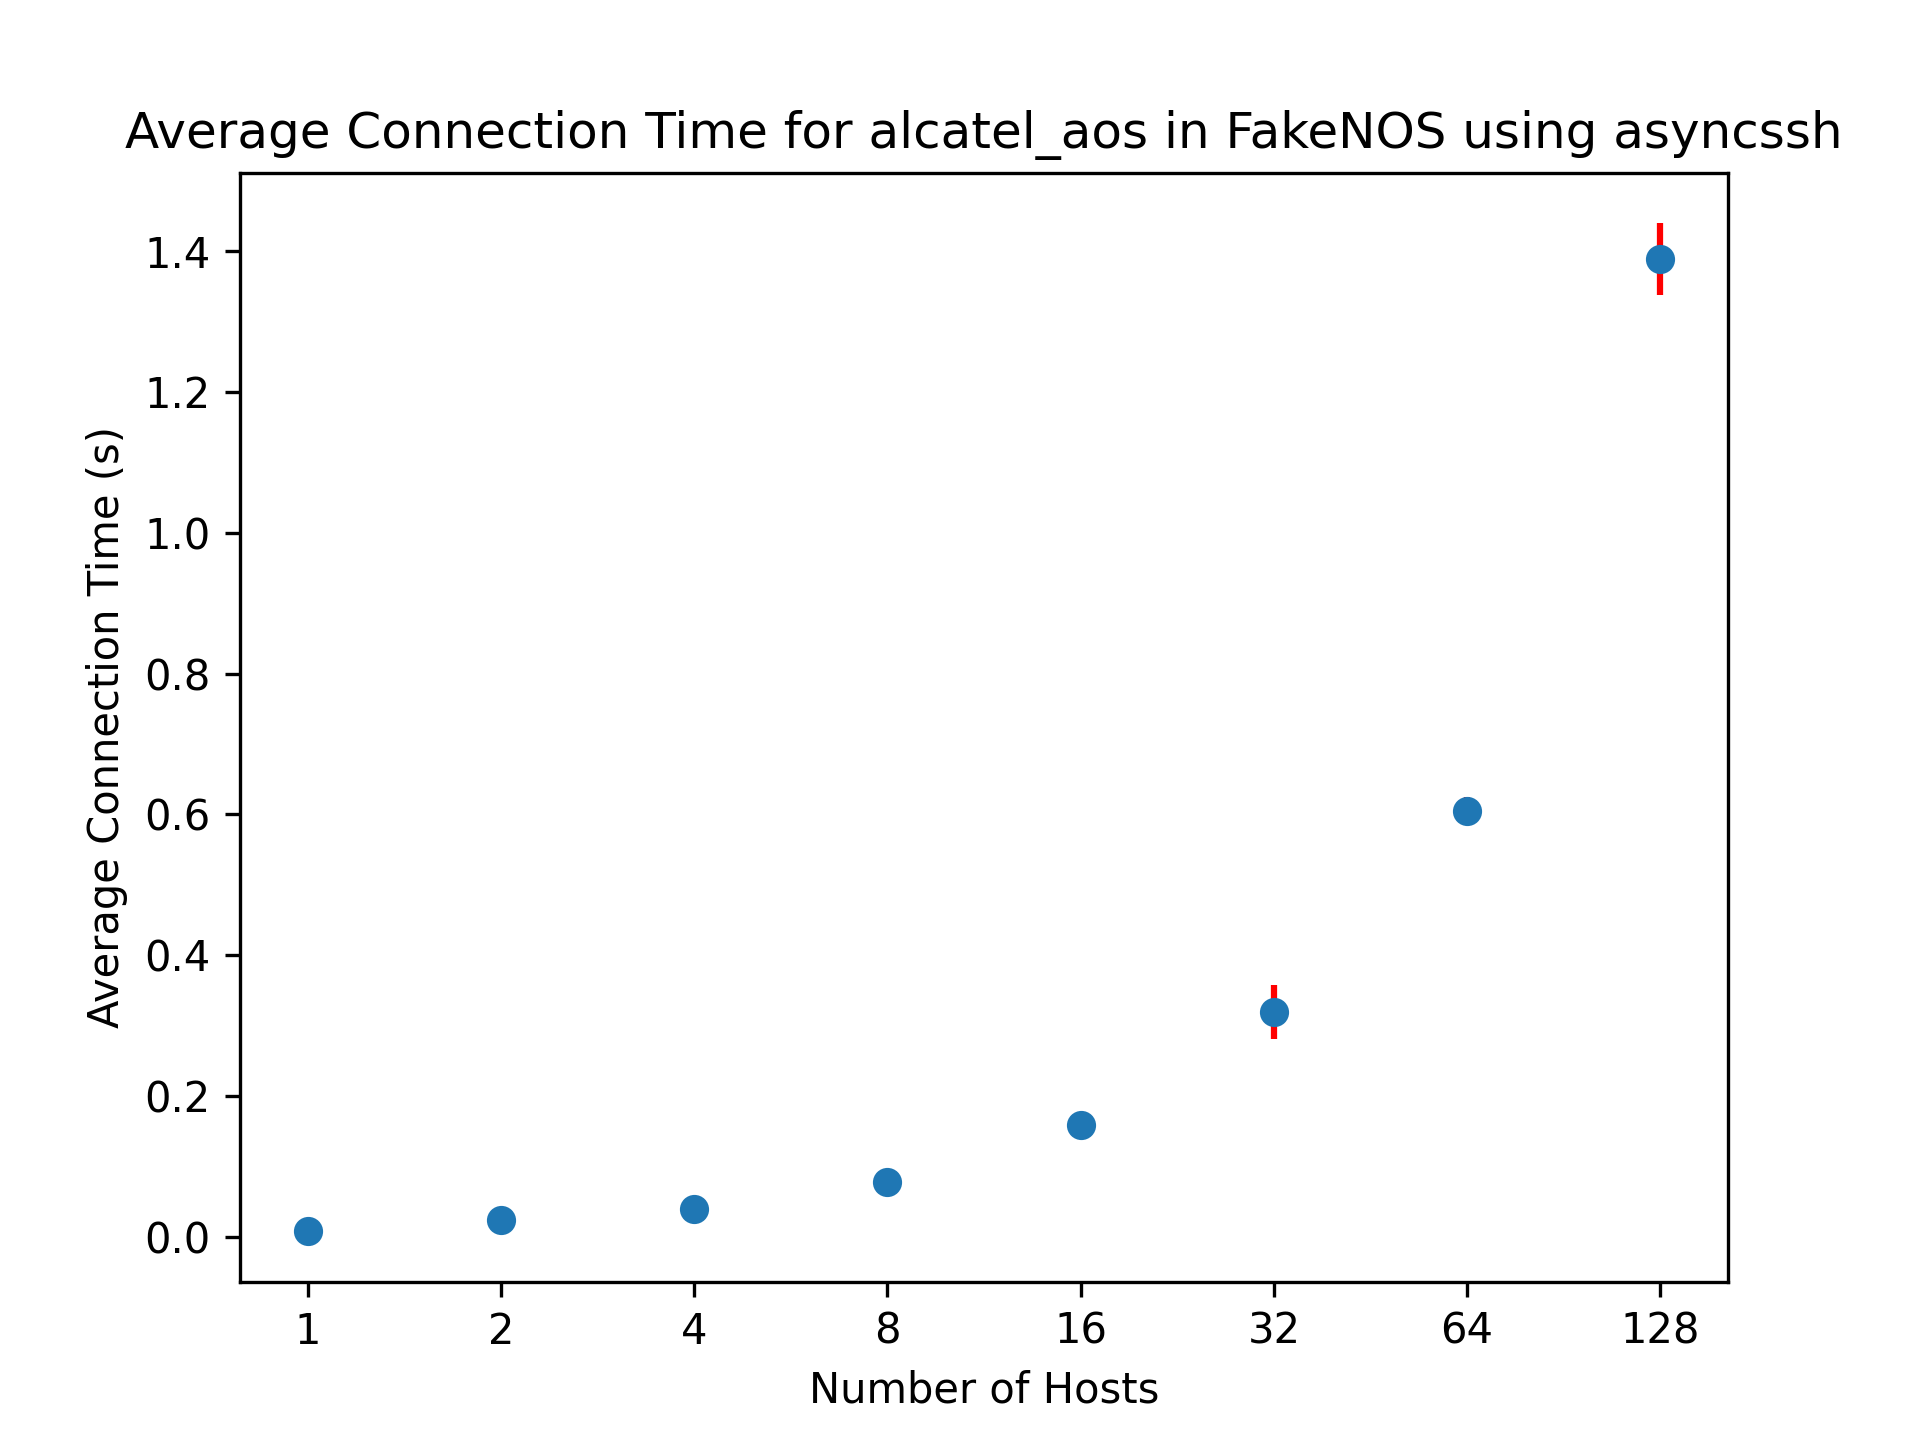 Average Connection Time for alcatel_aos in FakeNOS using asyncssh
Average Connection Time (s)
1.4
1.2
1.0
0.8
0.6
0.4
0.2
0.0
1 2 4 8 16 32 64 128
Number of Hosts